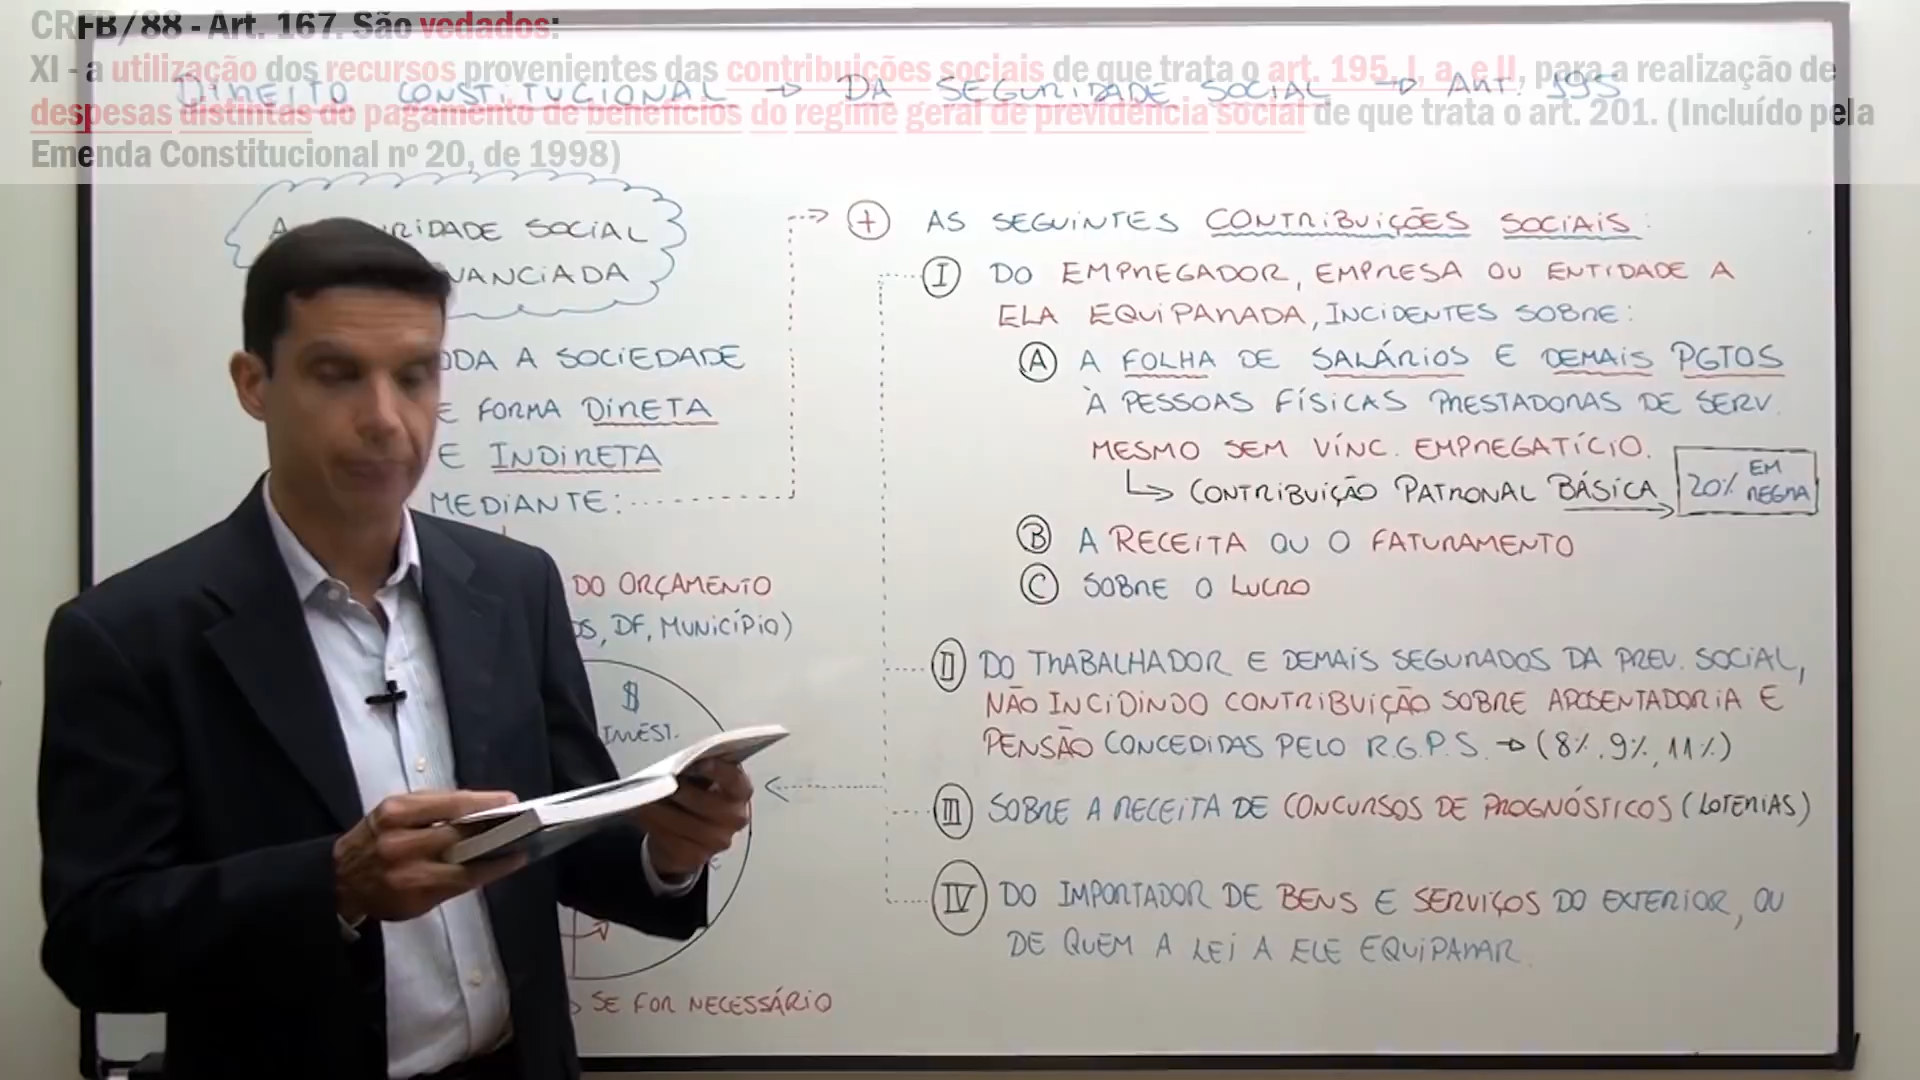 CRFB/88 - Art. 167. São vedados:
XI - a utilização dos recursos provenientes das contribuições sociais de que trata o art. 195, I, a, e II, para a realização de
despesas distintas do pagamento de benefícios do regime geral de previdência social de que trata o art. 201. (Incluído pela
Emenda Constitucional nº 20, de 1998)
DIREITO CONSTITUCIONAL → DA SEGURIDADE SOCIAL → ART. 195
A RIDADE SOCIAL
NANCIADA
ODA A SOCIEDADE
E FORMA DIRETA
E INDIRETA
MEDIANTE:
DO ORÇAMENTO
OS, DF, MUNICÍPIO)
$
INVEST.
SE FOR NECESSÁRIO
+ AS SEGUINTES CONTRIBUIÇÕES SOCIAIS:
I DO EMPREGADOR, EMPRESA OU ENTIDADE A
ELA EQUIPARADA, INCIDENTES SOBRE:
A A FOLHA DE SALÁRIOS E DEMAIS PGTOS
À PESSOAS FÍSICAS PRESTADORAS DE SERV.
MESMO SEM VÍNC. EMPREGATÍCIO.
↳ CONTRIBUIÇÃO PATRONAL BÁSICA → 20% EM REGRA
B A RECEITA OU O FATURAMENTO
C SOBRE O LUCRO
II DO TRABALHADOR E DEMAIS SEGURADOS DA PREV. SOCIAL,
NÃO INCIDINDO CONTRIBUIÇÃO SOBRE APOSENTADORIA E
PENSÃO CONCEDIDAS PELO R.G.P.S. → (8%, 9%, 11%)
III SOBRE A RECEITA DE CONCURSOS DE PROGNÓSTICOS (LOTERIAS)
IV DO IMPORTADOR DE BENS E SERVIÇOS DO EXTERIOR, OU
DE QUEM A LEI A ELE EQUIPARAR.